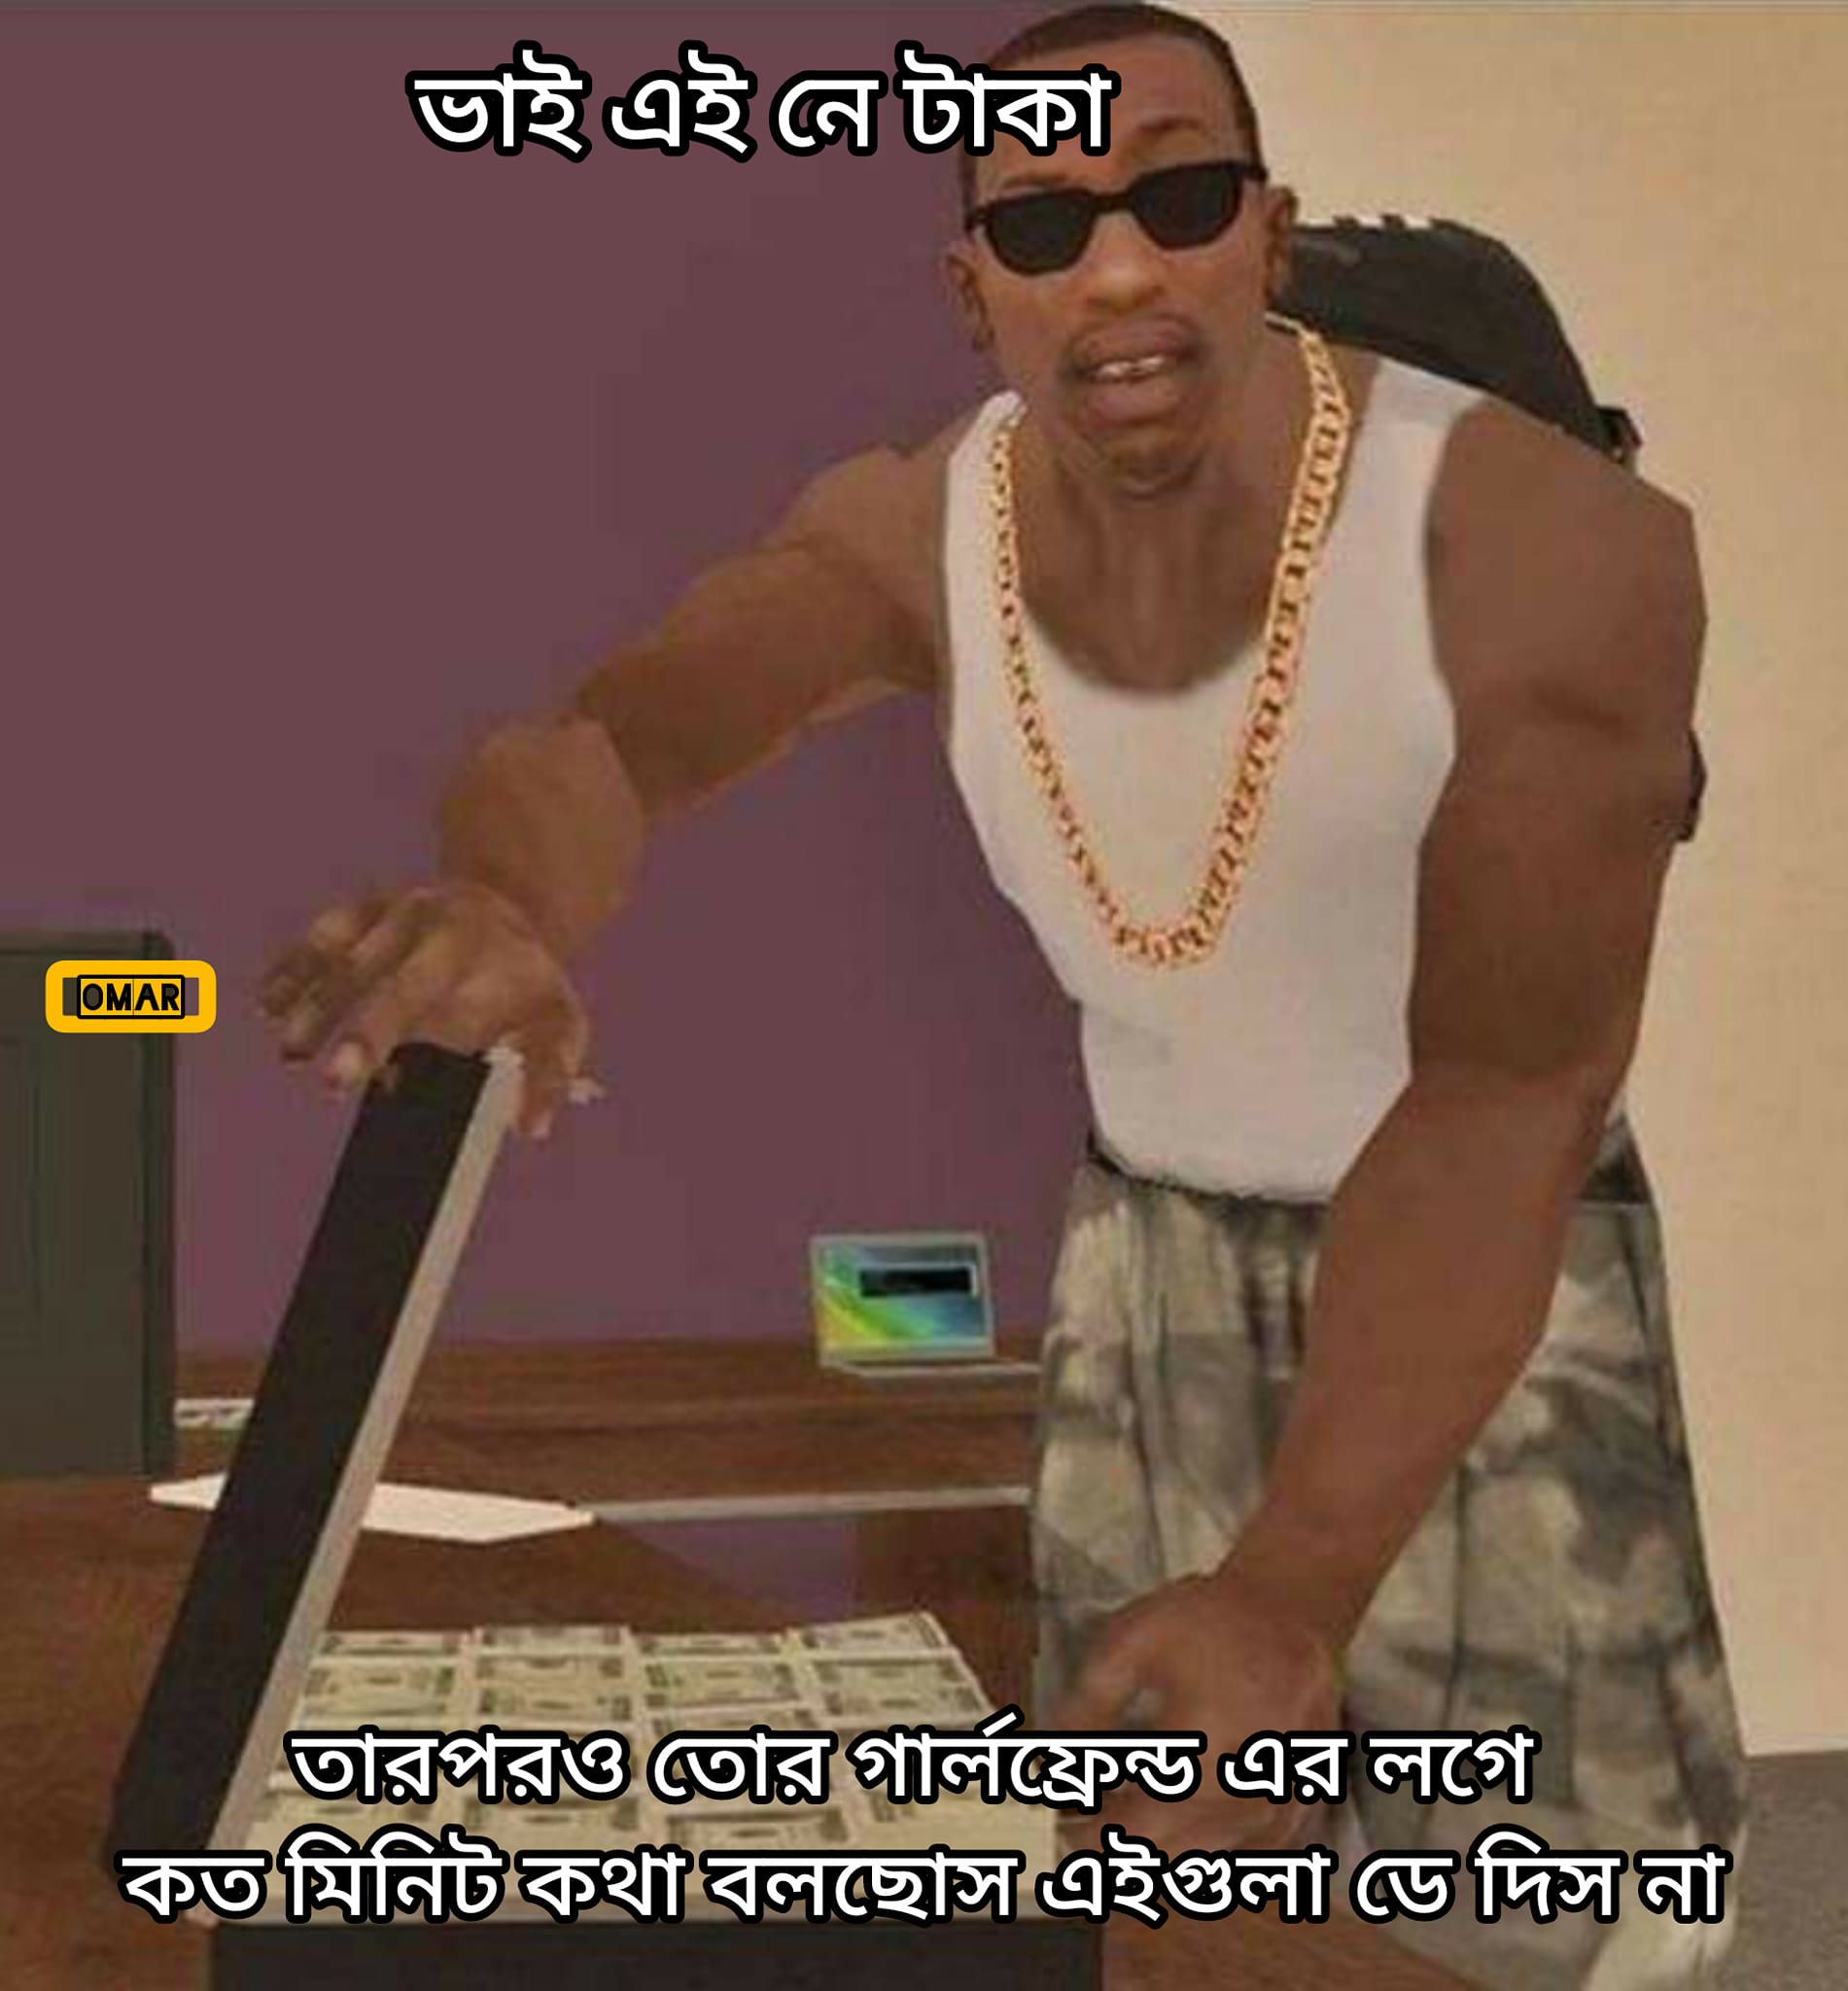 ভাই এই নে টাকা
OMAR
তারপরও তোর গার্লফ্রেন্ড এর লগে
কত মিনিট কথা বলছোস এইগুলা ডে দিস না